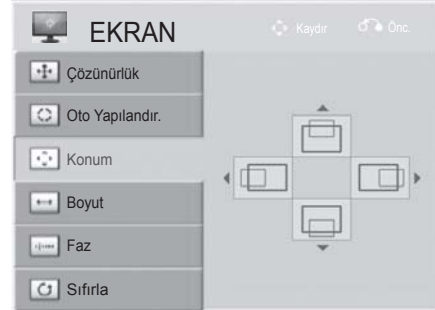 EKRAN
Kaydır Önc.
Çözünürlük
Oto Yapılandır.
Konum
Boyut
Faz
Sıfırla